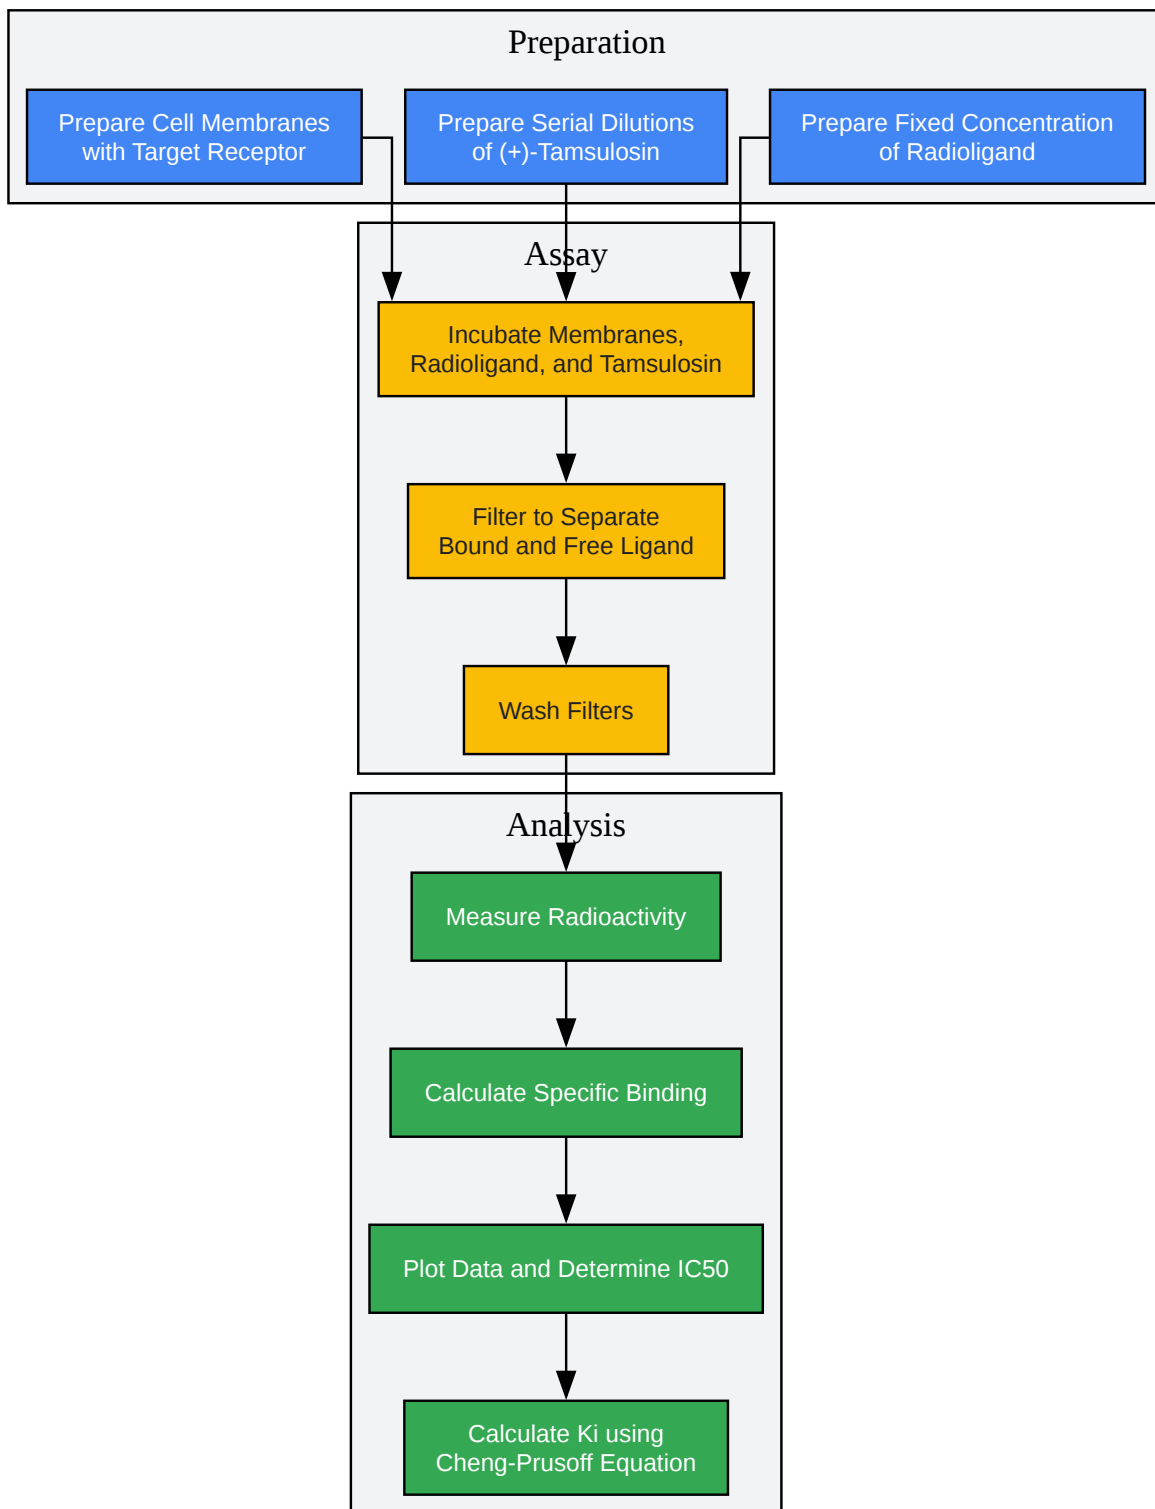 Preparation
Prepare Cell Membranes
with Target Receptor
Prepare Serial Dilutions
of (+)-Tamsulosin
Prepare Fixed Concentration
of Radioligand
Assay
Incubate Membranes,
Radioligand, and Tamsulosin
Filter to Separate
Bound and Free Ligand
Wash Filters
Analysis
Measure Radioactivity
Calculate Specific Binding
Plot Data and Determine IC50
Calculate Ki using
Cheng-Prusoff Equation